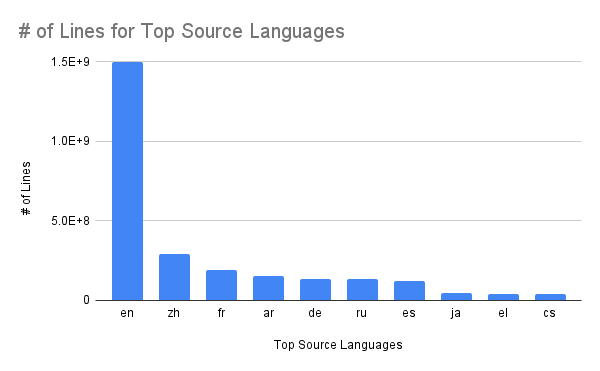 # of Lines for Top Source Languages
1.5E+9
1.0E+9
5.0E+8
0
# of Lines
en zh fr ar de ru es ja el cs
Top Source Languages